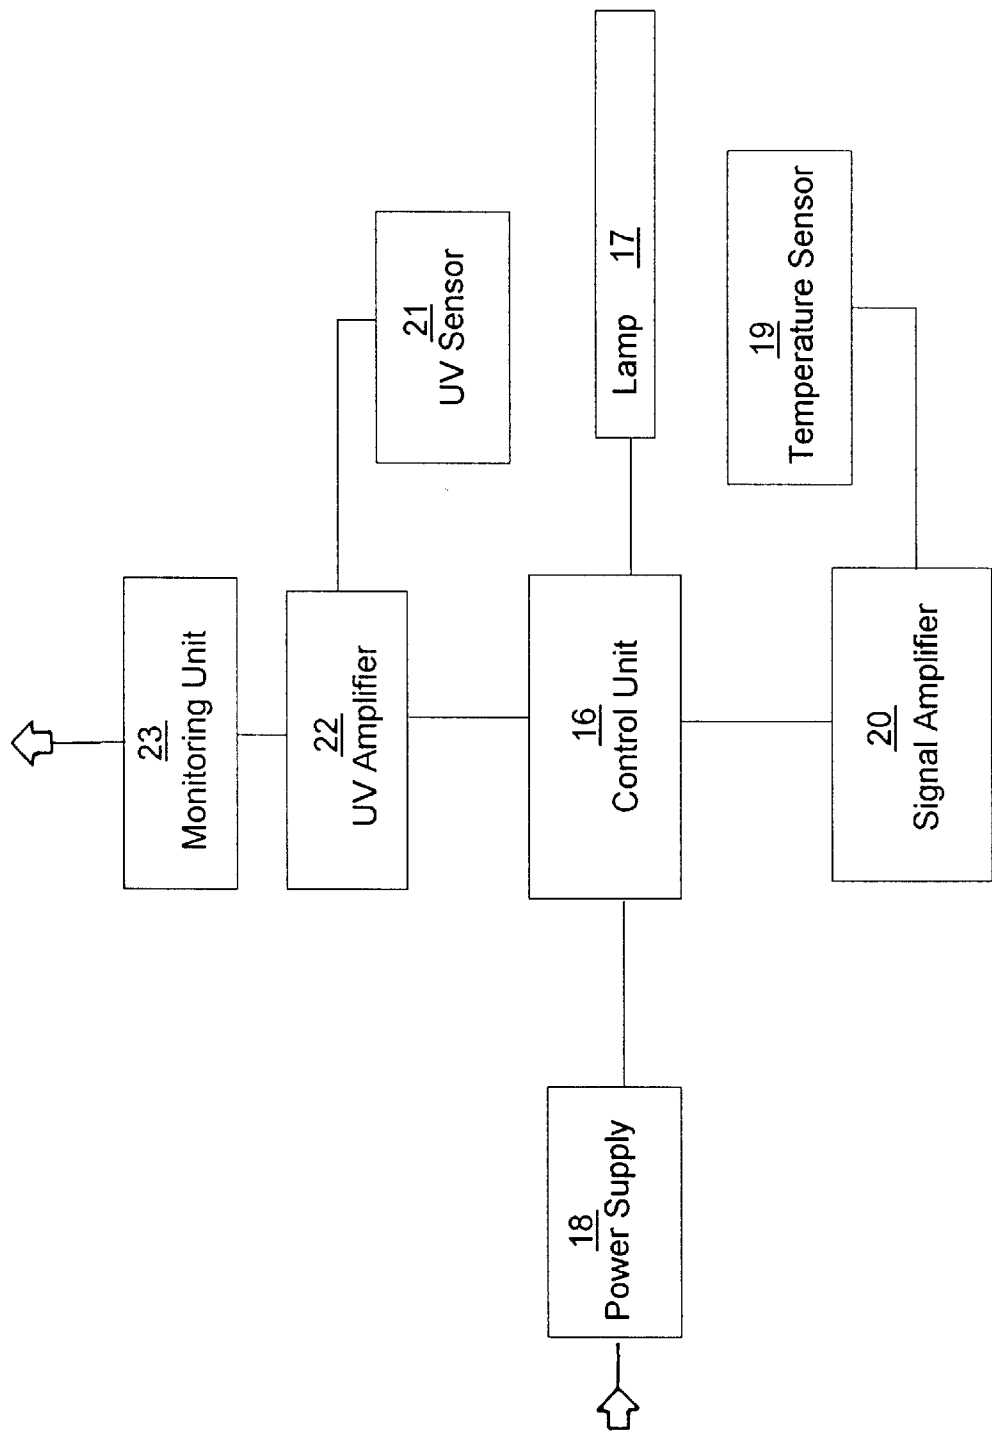 23
Monitoring Unit
22
UV Amplifier
21
UV Sensor
18
Power Supply
16
Control Unit
Lamp 17
20
Signal Amplifier
19
Temperature Sensor